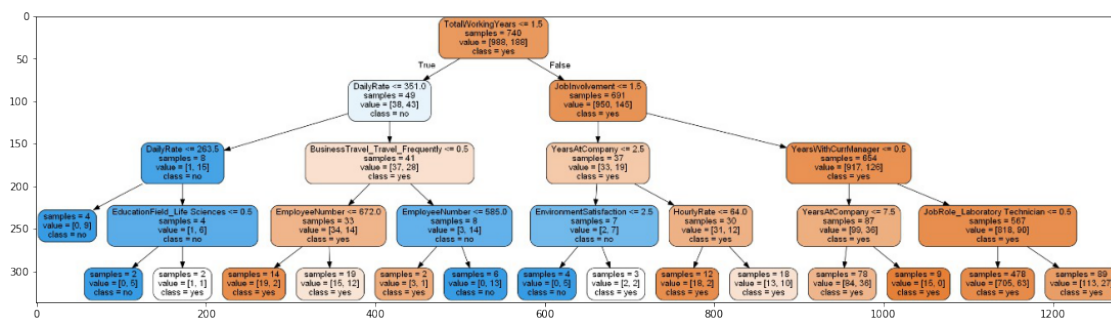 0
50
100
150
200
250
300
0
200
400
600
800
1000
1200
TotalWorkingYears <= 1.5
samples = 740
value = [988, 188]
class = yes
True
False
DailyRate <= 351.0
samples = 49
value = [38, 43]
class = no
JobInvolvement <= 1.5
samples = 691
value = [950, 145]
class = yes
DailyRate <= 263.5
samples = 8
value = [1, 15]
class = no
BusinessTravel_Travel_Frequently <= 0.5
samples = 41
value = [37, 28]
class = yes
YearsAtCompany <= 2.5
samples = 37
value = [33, 19]
class = yes
YearsWithCurrManager <= 0.5
samples = 654
value = [917, 126]
class = yes
samples = 4
value = [0, 9]
class = no
EducationField_Life Sciences <= 0.5
samples = 4
value = [1, 6]
class = no
EmployeeNumber <= 672.0
samples = 33
value = [34, 14]
class = yes
EmployeeNumber <= 585.0
samples = 8
value = [3, 14]
class = no
EnvironmentSatisfaction <= 2.5
samples = 7
value = [2, 7]
class = no
HourlyRate <= 64.0
samples = 30
value = [31, 12]
class = yes
YearsAtCompany <= 7.5
samples = 87
value = [99, 36]
class = yes
JobRole_Laboratory Technician <= 0.5
samples = 567
value = [818, 90]
class = yes
samples = 2
value = [0, 5]
class = no
samples = 2
value = [1, 1]
class = yes
samples = 14
value = [19, 2]
class = yes
samples = 19
value = [15, 12]
class = yes
samples = 2
value = [3, 1]
class = yes
samples = 6
value = [0, 13]
class = no
samples = 4
value = [0, 5]
class = no
samples = 3
value = [2, 2]
class = yes
samples = 12
value = [18, 2]
class = yes
samples = 18
value = [13, 10]
class = yes
samples = 78
value = [84, 36]
class = yes
samples = 9
value = [15, 0]
class = yes
samples = 478
value = [705, 63]
class = yes
samples = 89
value = [113, 27]
class = yes